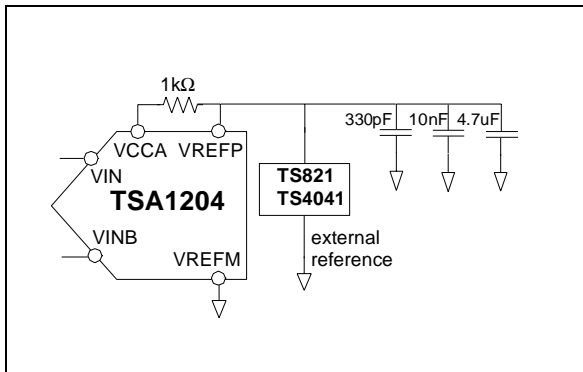 1kΩ
330pF 10nF 4.7uF
VCCA VREFP
VIN
TS821
TS4041
TSA1204
VINB
external
reference
VREFM